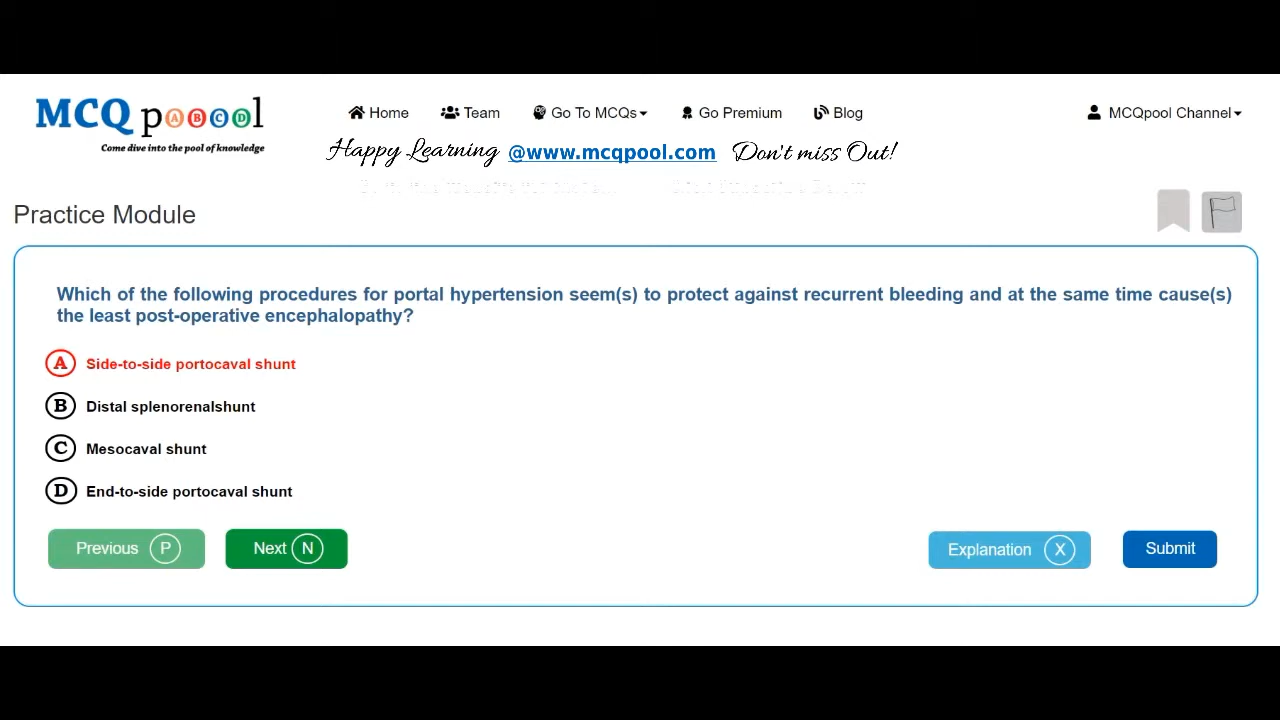 MCQ pooool
Come dive into the pool of knowledge
Home Team Go To MCQs Go Premium Blog MCQpool Channel
Happy Learning @www.mcqpool.com Don't miss Out!
Practice Module
Which of the following procedures for portal hypertension seem(s) to protect against recurrent bleeding and at the same time cause(s)
the least post-operative encephalopathy?
A Side-to-side portocaval shunt
B Distal splenorenalshunt
C Mesocaval shunt
D End-to-side portocaval shunt
Previous P Next N Explanation X Submit